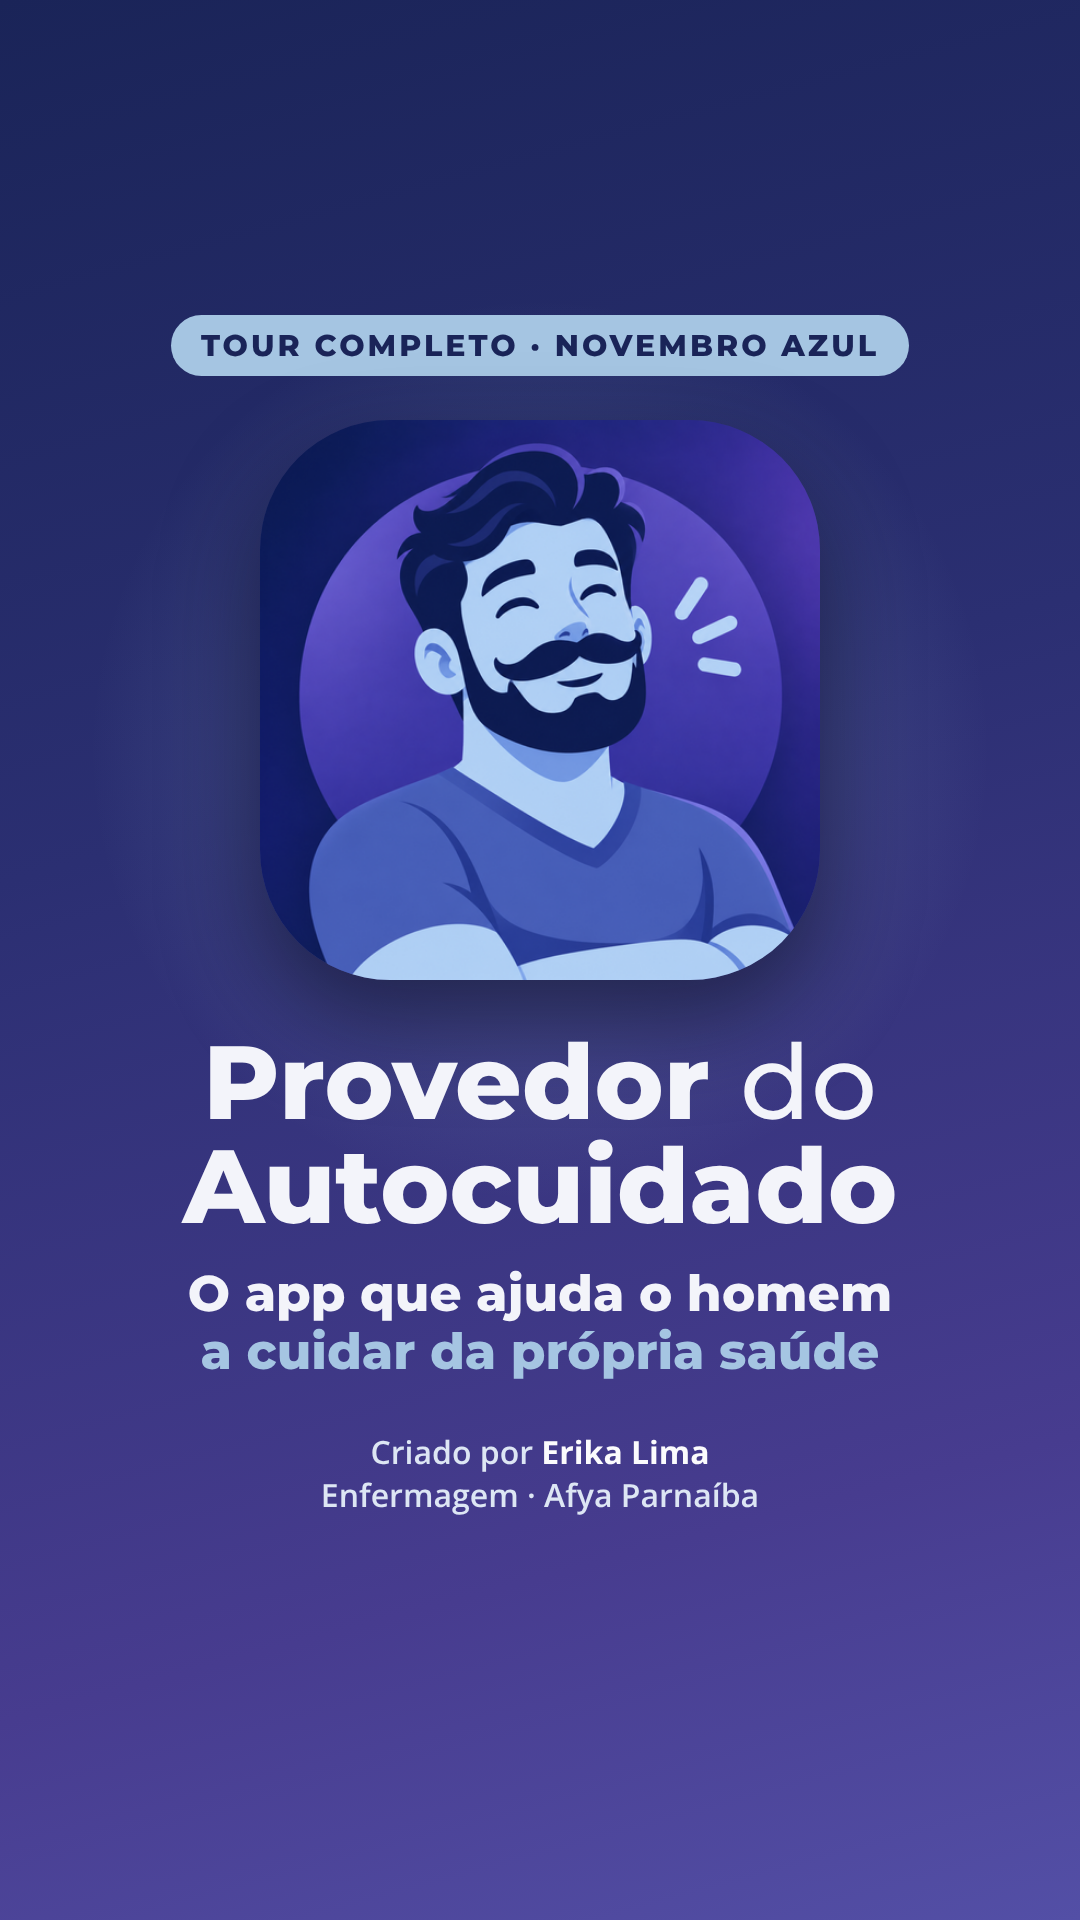 TOUR COMPLETO · NOVEMBRO AZUL
Provedor do
Autocuidado
O app que ajuda o homem
a cuidar da própria saúde
Criado por Erika Lima
Enfermagem · Afya Parnaíba